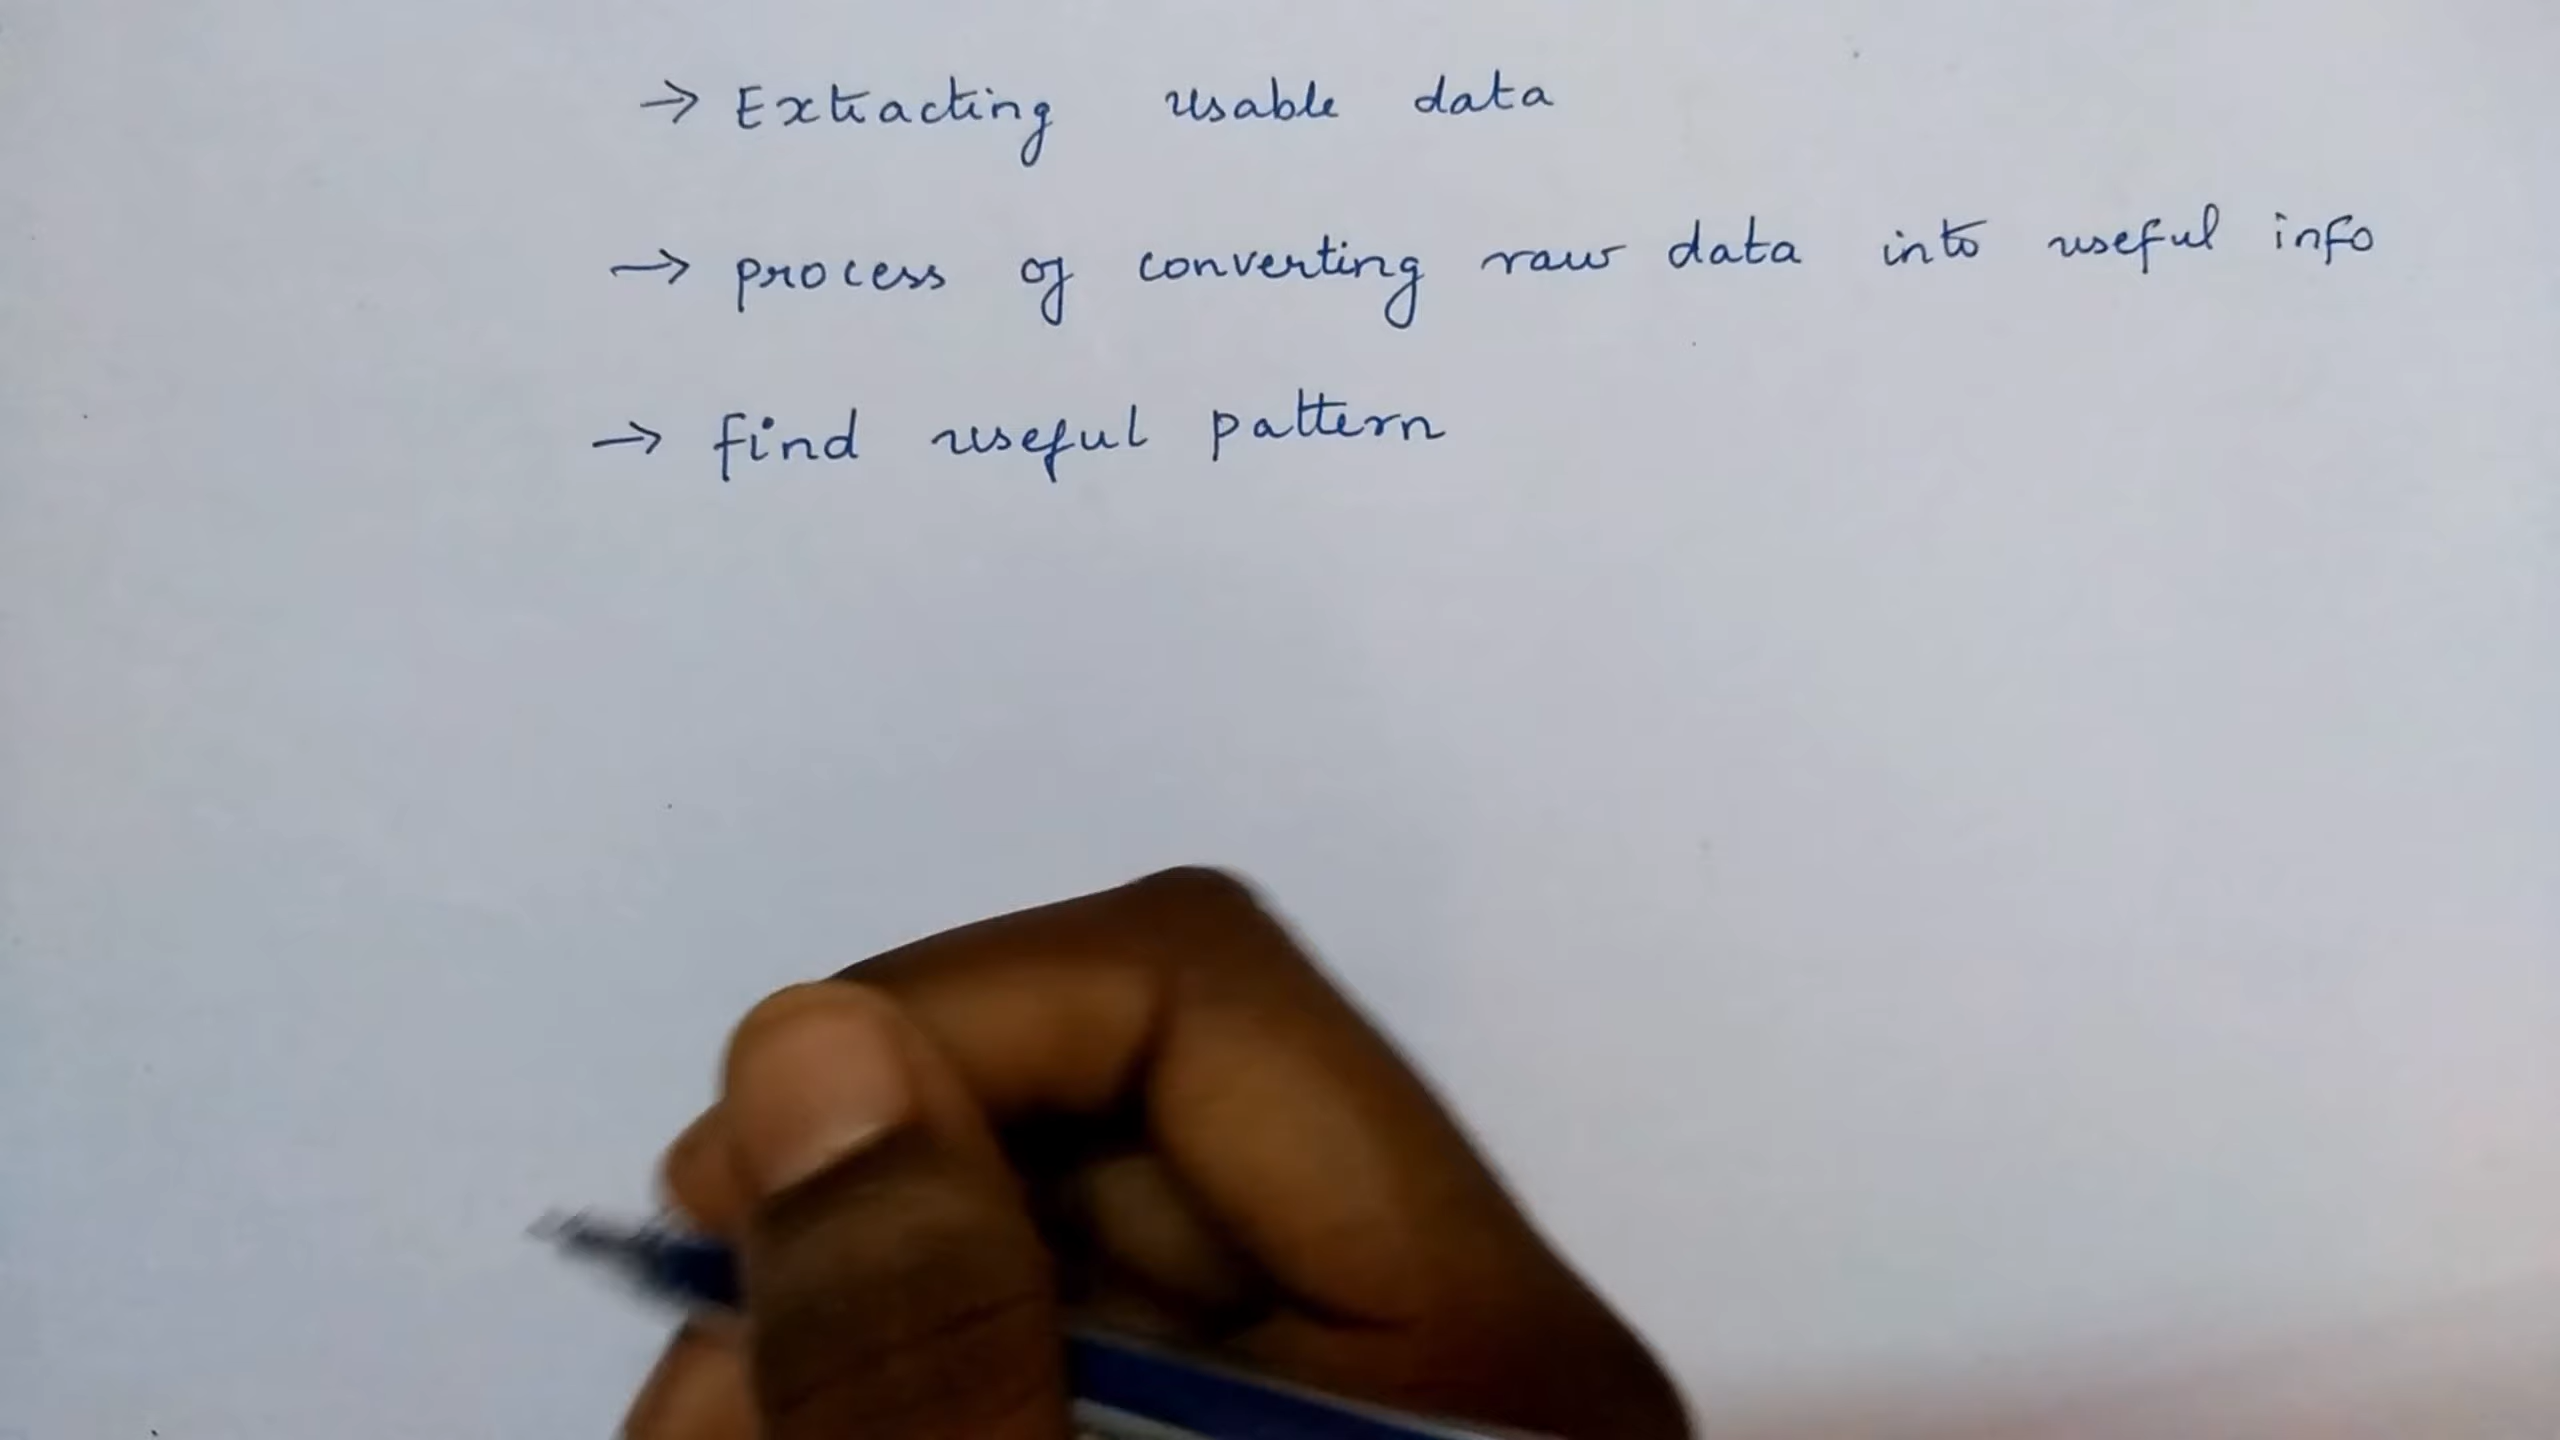 → Extracting usable data
→ process of converting raw data into useful info
→ find useful pattern